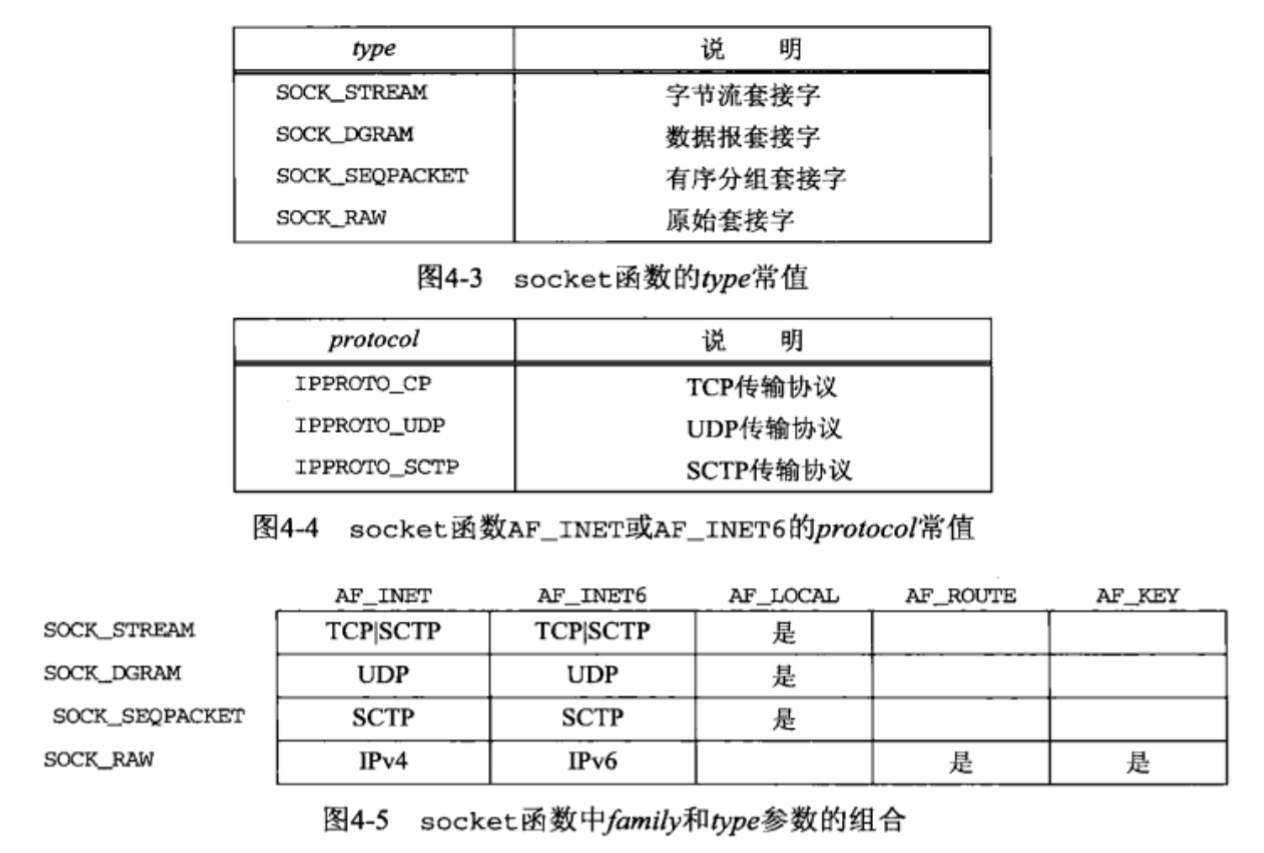 type 说 明
SOCK_STREAM 字节流套接字
SOCK_DGRAM 数据报套接字
SOCK_SEQPACKET 有序分组套接字
SOCK_RAW 原始套接字
图4-3 socket函数的type常值
protocol 说 明
IPPROTO_CP TCP传输协议
IPPROTO_UDP UDP传输协议
IPPROTO_SCTP SCTP传输协议
图4-4 socket函数AF_INET或AF_INET6的protocol常值
AF_INET AF_INET6 AF_LOCAL AF_ROUTE AF_KEY
SOCK_STREAM TCP|SCTP TCP|SCTP 是
SOCK_DGRAM UDP UDP 是
SOCK_SEQPACKET SCTP SCTP 是
SOCK_RAW IPv4 IPv6 是 是
图4-5 socket函数中family和type参数的组合